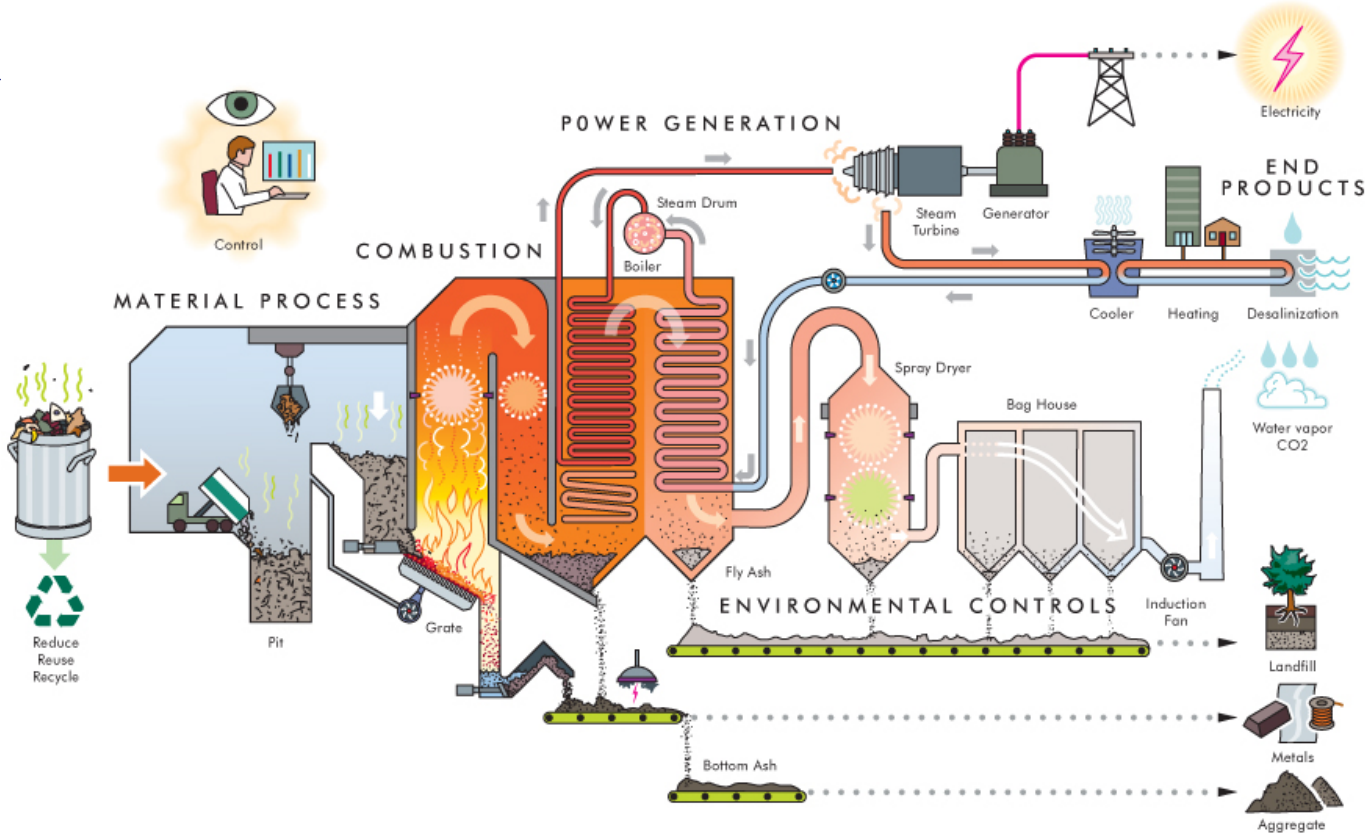 POWER GENERATION
Electricity
END
PRODUCTS
Steam Drum
Steam
Turbine
Generator
Control
COMBUSTION
Boiler
MATERIAL PROCESS
Cooler
Heating
Desalinization
Spray Dryer
Bag House
Water vapor
CO2
Fly Ash
ENVIRONMENTAL CONTROLS
Induction
Fan
Grate
Pit
Reduce
Reuse
Recycle
Landfill
Metals
Bottom Ash
Aggregate